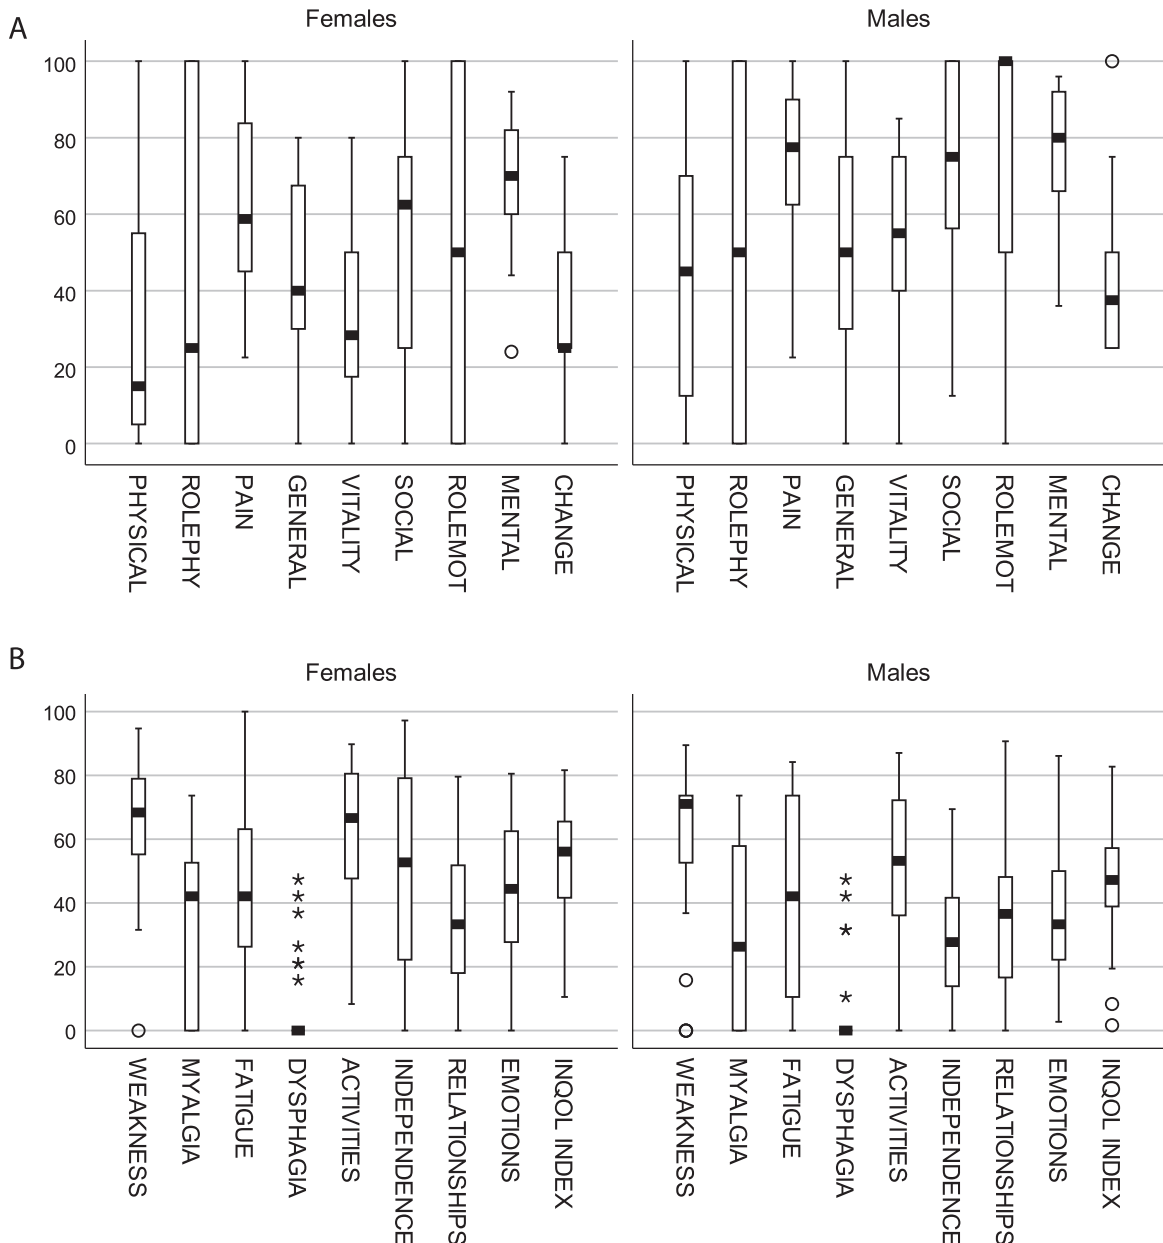 A
Females
Males
100
80
60
40
20
0
PHYSICAL
ROLEPHY
PAIN
GENERAL
VITALITY
SOCIAL
ROLEMOT
MENTAL
CHANGE
PHYSICAL
ROLEPHY
PAIN
GENERAL
VITALITY
SOCIAL
ROLEMOT
MENTAL
CHANGE
B
Females
Males
100
80
60
40
20
0
WEAKNESS
MYALGIA
FATIGUE
DYSPHAGIA
ACTIVITIES
INDEPENDENCE
RELATIONSHIPS
EMOTIONS
INQOL INDEX
WEAKNESS
MYALGIA
FATIGUE
DYSPHAGIA
ACTIVITIES
INDEPENDENCE
RELATIONSHIPS
EMOTIONS
INQOL INDEX